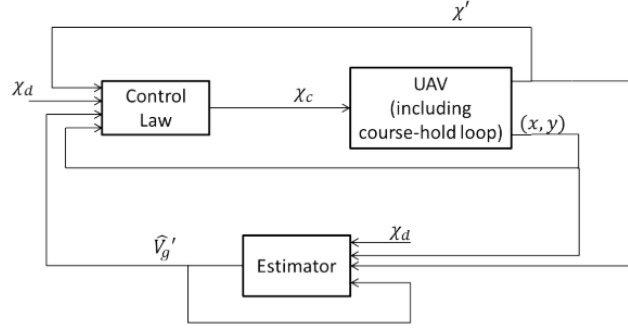 χ′
χ_d
Control
Law
χ_c
UAV
(including
course-hold loop)
(x, y)
V̂_g′
Estimator
χ_d